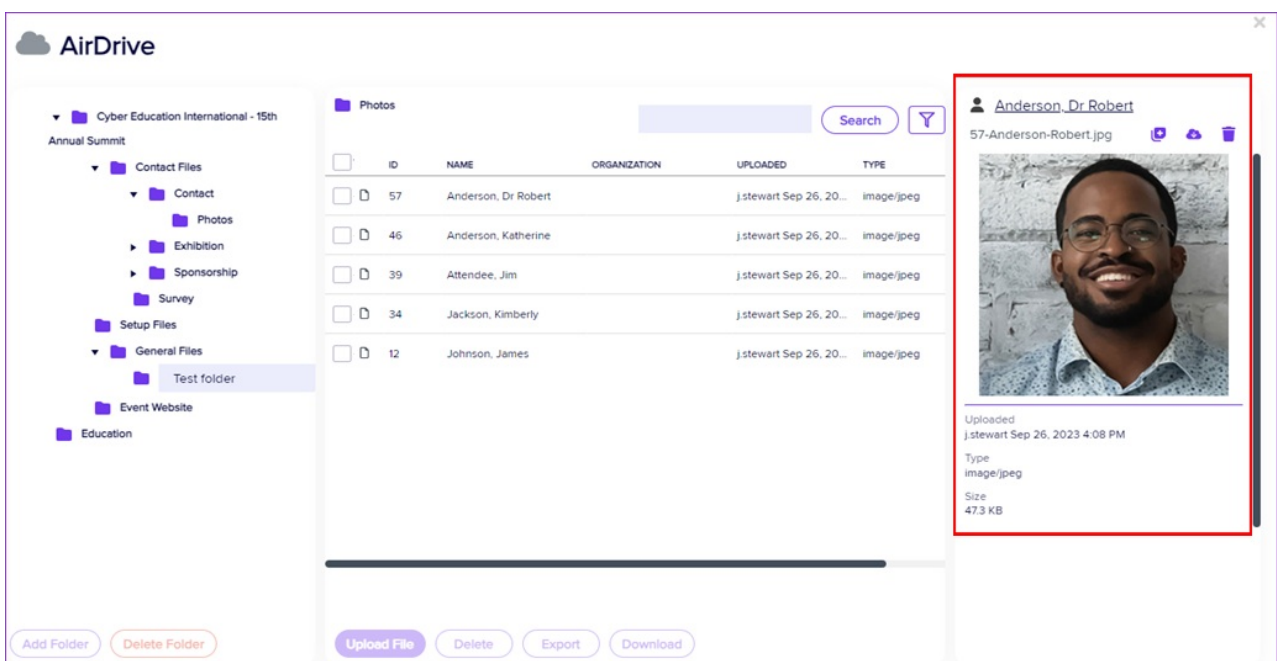 AirDrive
Cyber Education International - 15th
Annual Summit
Contact Files
Contact
Photos
Exhibition
Sponsorship
Survey
Setup Files
General Files
Test folder
Event Website
Education
Add Folder
Delete Folder
Photos
Search
ID NAME ORGANIZATION UPLOADED TYPE
57 Anderson, Dr Robert j.stewart Sep 26, 20... image/jpeg
46 Anderson, Katherine j.stewart Sep 26, 20... image/jpeg
39 Attendee, Jim j.stewart Sep 26, 20... image/jpeg
34 Jackson, Kimberly j.stewart Sep 26, 20... image/jpeg
12 Johnson, James j.stewart Sep 26, 20... image/jpeg
Upload File
Delete
Export
Download
Anderson, Dr Robert
57-Anderson-Robert.jpg
Uploaded
j.stewart Sep 26, 2023 4:08 PM
Type
image/jpeg
Size
47.3 KB